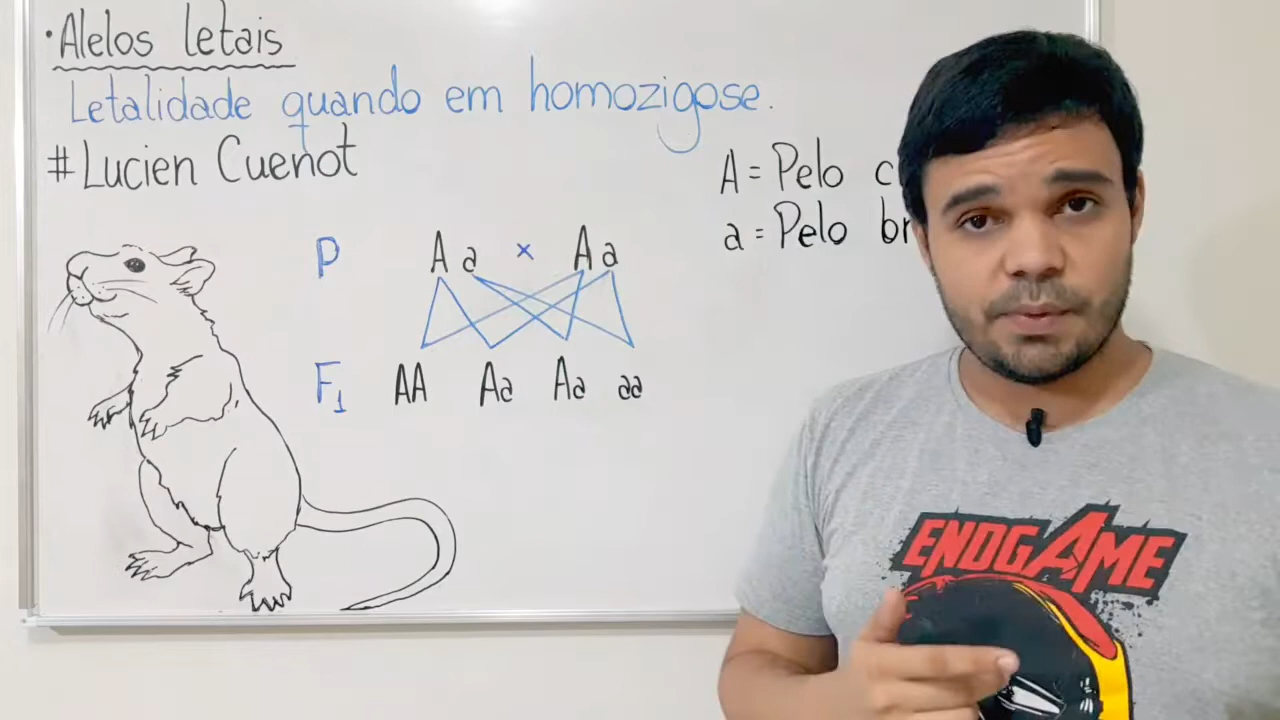 • Alelos letais
Letalidade quando em homozigose.
# Lucien Cuenot
A = Pelo
a = Pelo
P Aa x Aa
F1 AA Aa Aa aa
ENDGAME